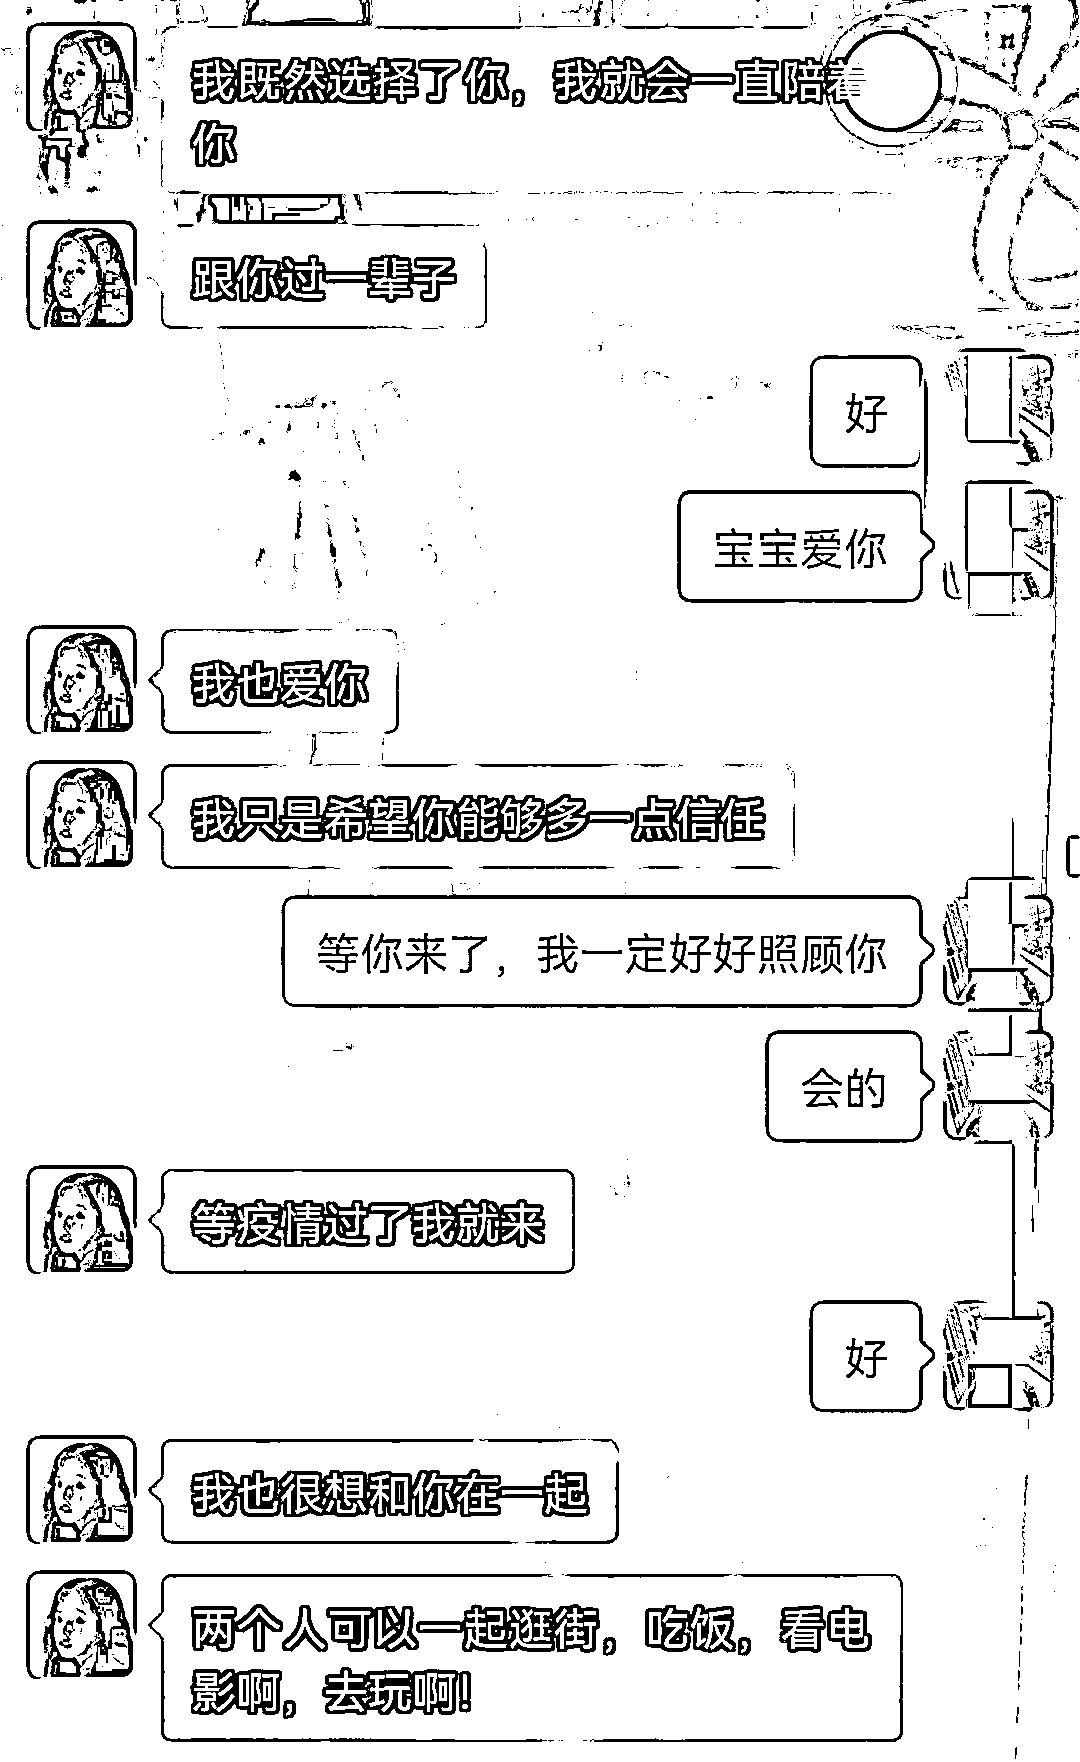 我既然选择了你，我就会一直陪着
你
跟你过一辈子
好
宝宝爱你
我也爱你
我只是希望你能够多一点信任
等你来了，我一定好好照顾你
会的
等疫情过了我就来
好
我也很想和你在一起
两个人可以一起逛街，吃饭，看电
影啊，去玩啊!